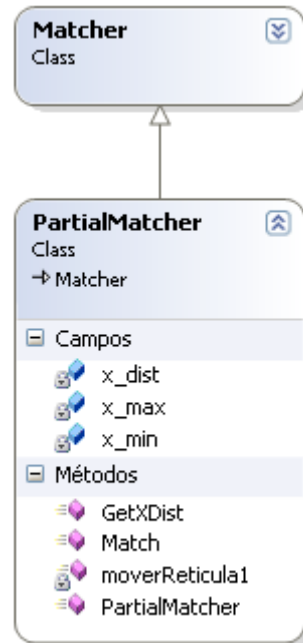 Matcher
Class
PartialMatcher
Class
Matcher
Campos
x_dist
x_max
x_min
Métodos
GetXDist
Match
moverReticula1
PartialMatcher